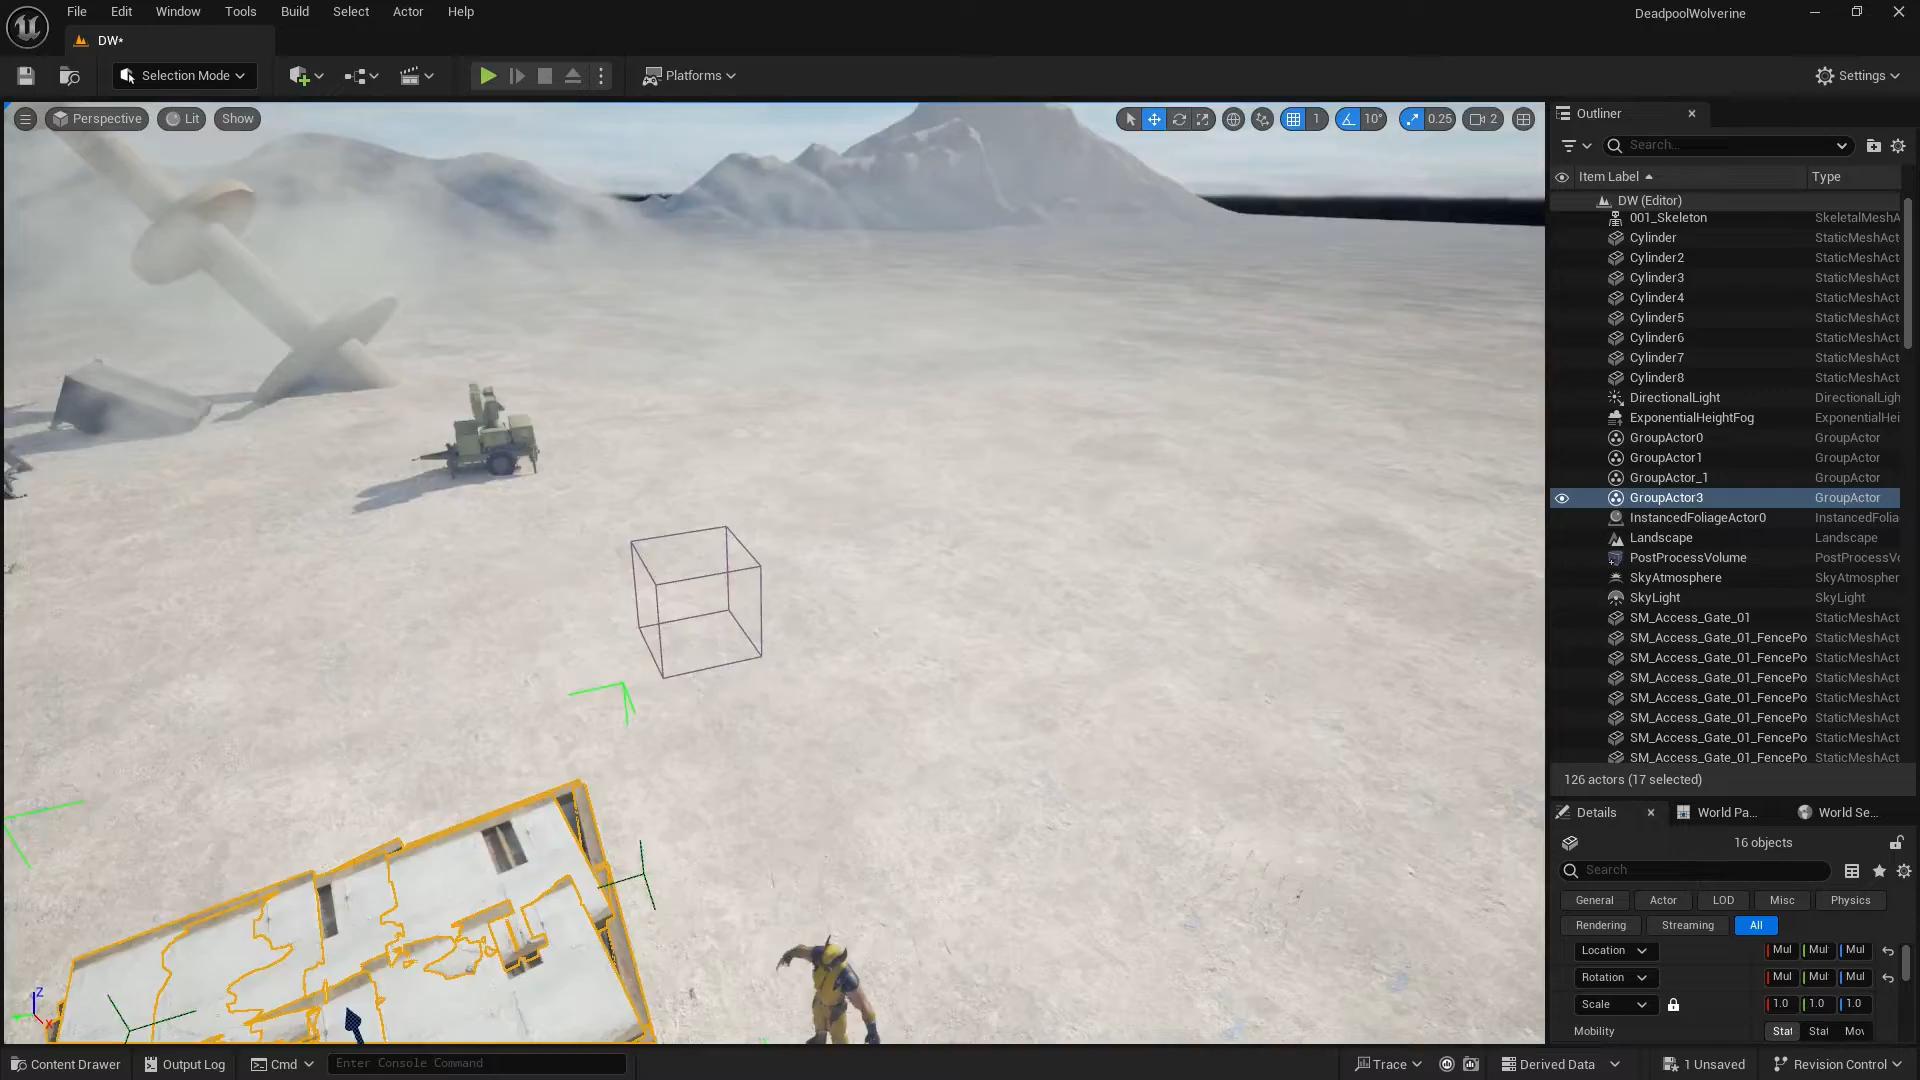 File Edit Window Tools Build Select Actor Help
DeadpoolWolverine
DW*
Selection Mode
Platforms
Settings
Perspective Lit Show
1 10° 0.25 2
Outliner
Search...
Item Label Type
DW (Editor)
001_Skeleton SkeletalMeshA
Cylinder StaticMeshAct
Cylinder2 StaticMeshAct
Cylinder3 StaticMeshAct
Cylinder4 StaticMeshAct
Cylinder5 StaticMeshAct
Cylinder6 StaticMeshAct
Cylinder7 StaticMeshAct
Cylinder8 StaticMeshAct
DirectionalLight DirectionalLigh
ExponentialHeightFog ExponentialHei
GroupActor0 GroupActor
GroupActor1 GroupActor
GroupActor_1 GroupActor
GroupActor3 GroupActor
InstancedFoliageActor0 InstancedFolia
Landscape Landscape
PostProcessVolume PostProcessVo
SkyAtmosphere SkyAtmospher
SkyLight SkyLight
SM_Access_Gate_01 StaticMeshAct
SM_Access_Gate_01_FencePo StaticMeshAct
SM_Access_Gate_01_FencePo StaticMeshAct
SM_Access_Gate_01_FencePo StaticMeshAct
SM_Access_Gate_01_FencePo StaticMeshAct
SM_Access_Gate_01_FencePo StaticMeshAct
SM_Access_Gate_01_FencePo StaticMeshAct
SM_Access_Gate_01_FencePo StaticMeshAct
126 actors (17 selected)
Details World Pa... World Se...
16 objects
Search
General Actor LOD Misc Physics
Rendering Streaming All
Location Mul Mul Mul
Rotation Mul Mul Mul
Scale 1.0 1.0 1.0
Mobility Stat Stat Mov
Z
X
Content Drawer Output Log Cmd Enter Console Command
Trace Derived Data 1 Unsaved Revision Control